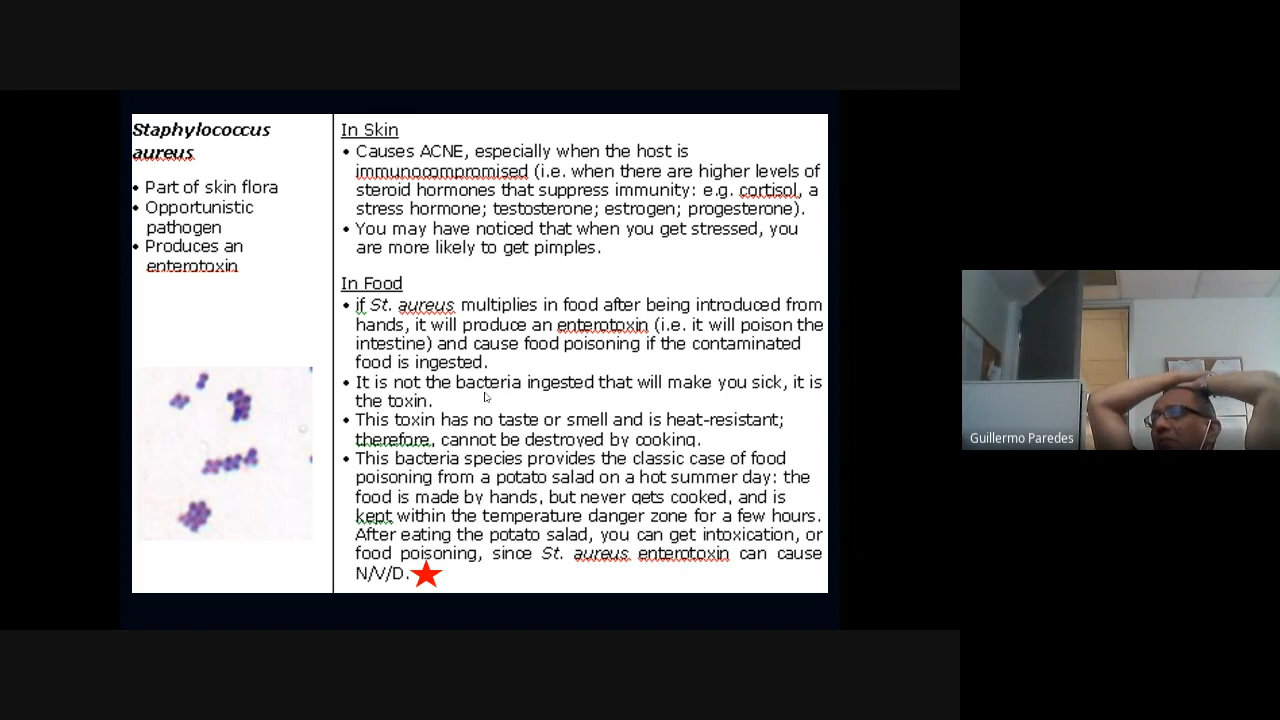 Staphylococcus
aureus
• Part of skin flora
• Opportunistic
pathogen
• Produces an
enterotoxin
In Skin
• Causes ACNE, especially when the host is
immunocompromised (i.e. when there are higher levels of
steroid hormones that suppress immunity: e.g. cortisol, a
stress hormone; testosterone; estrogen; progesterone).
• You may have noticed that when you get stressed, you
are more likely to get pimples.
In Food
• if St. aureus multiplies in food after being introduced from
hands, it will produce an enterotoxin (i.e. it will poison the
intestine) and cause food poisoning if the contaminated
food is ingested.
• It is not the bacteria ingested that will make you sick, it is
the toxin.
• This toxin has no taste or smell and is heat-resistant;
therefore, cannot be destroyed by cooking.
• This bacteria species provides the classic case of food
poisoning from a potato salad on a hot summer day: the
food is made by hands, but never gets cooked, and is
kept within the temperature danger zone for a few hours.
After eating the potato salad, you can get intoxication, or
food poisoning, since St. aureus enterotoxin can cause
N/V/D.
Guillermo Paredes